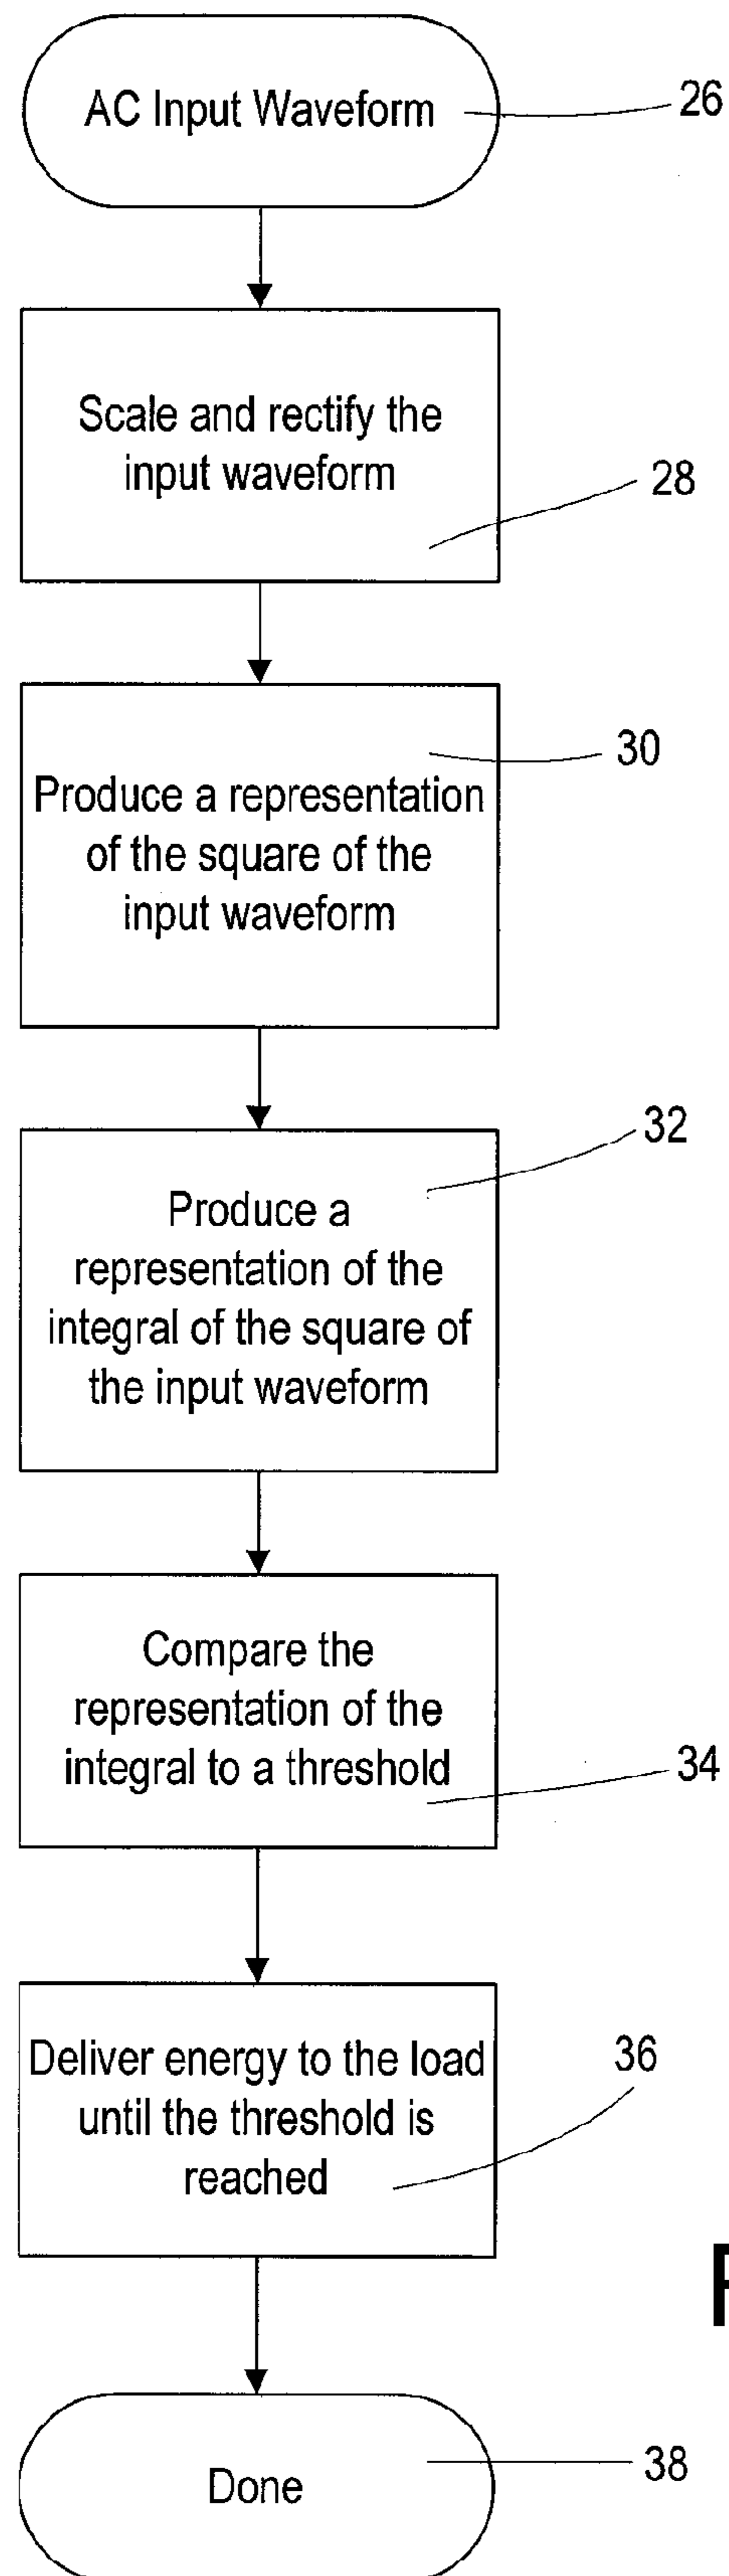 AC Input Waveform
26
Scale and rectify the
input waveform
28
30
Produce a representation
of the square of the
input waveform
32
Produce a
representation of the
integral of the square of
the input waveform
Compare the
representation of the
integral to a threshold
34
Deliver energy to the load
until the threshold is
reached
36
Done
38